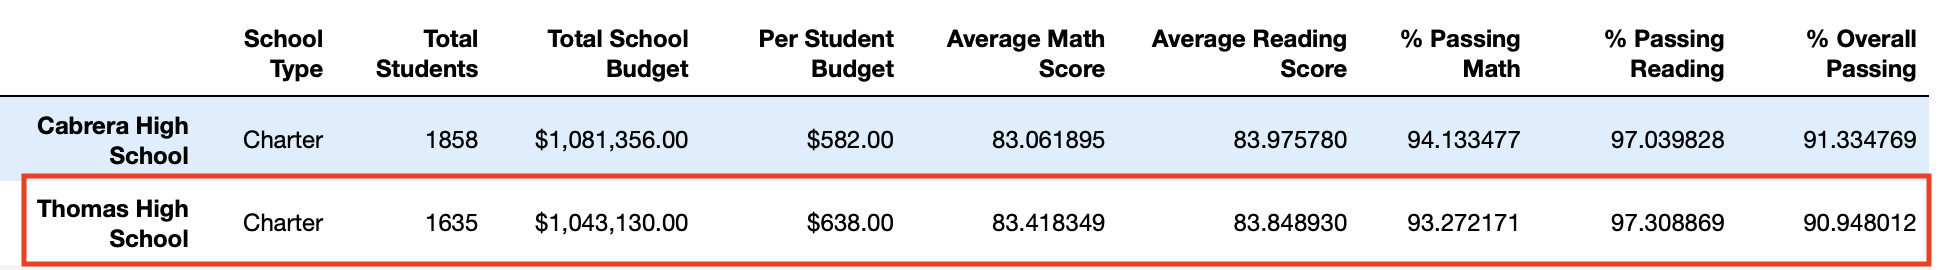 School Total Total School Per Student Average Math Average Reading % Passing % Passing % Overall
Type Students Budget Budget Score Score Math Reading Passing
Cabrera High
School Charter 1858 $1,081,356.00 $582.00 83.061895 83.975780 94.133477 97.039828 91.334769
Thomas High
School Charter 1635 $1,043,130.00 $638.00 83.418349 83.848930 93.272171 97.308869 90.948012